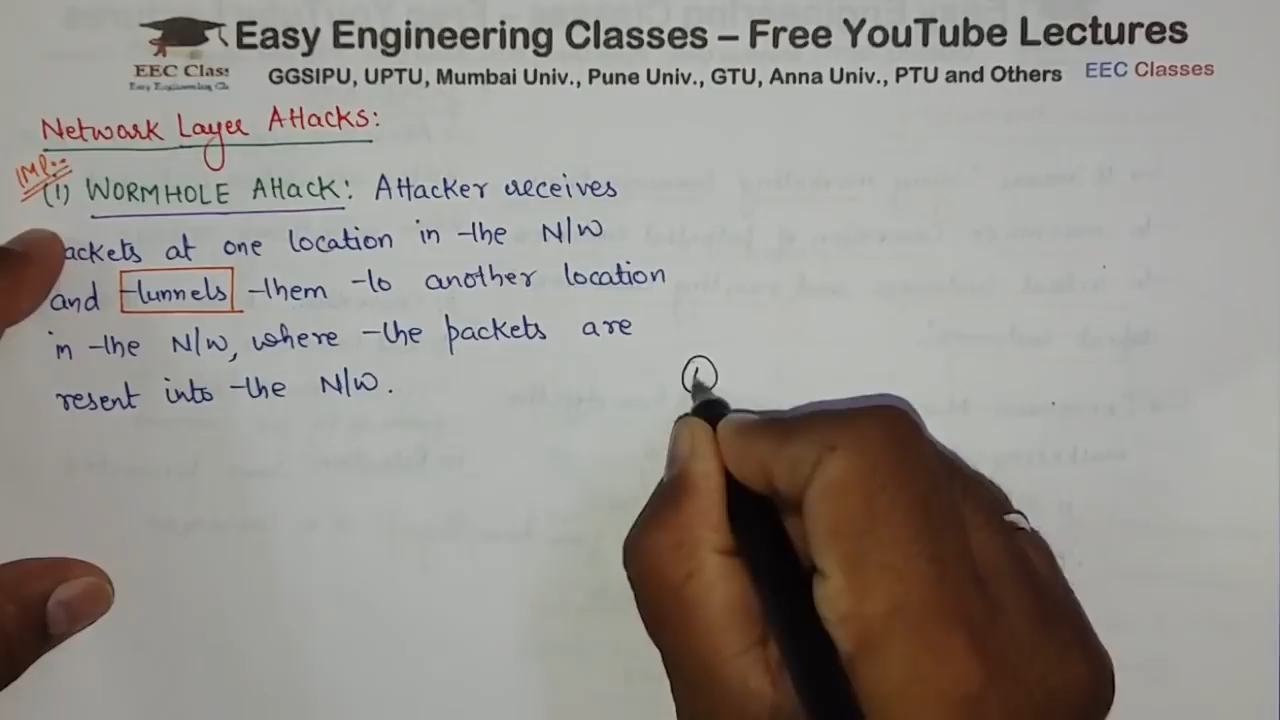 Easy Engineering Classes – Free YouTube Lectures
EEC Class
GGSIPU, UPTU, Mumbai Univ., Pune Univ., GTU, Anna Univ., PTU and Others
EEC Classes
Network Layer Attacks:
IMP..
(1) WORMHOLE Attack: Attacker receives
ackets at one location in the N/W
and tunnels them to another location
in the N/W, where the packets are
resent into the N/W.